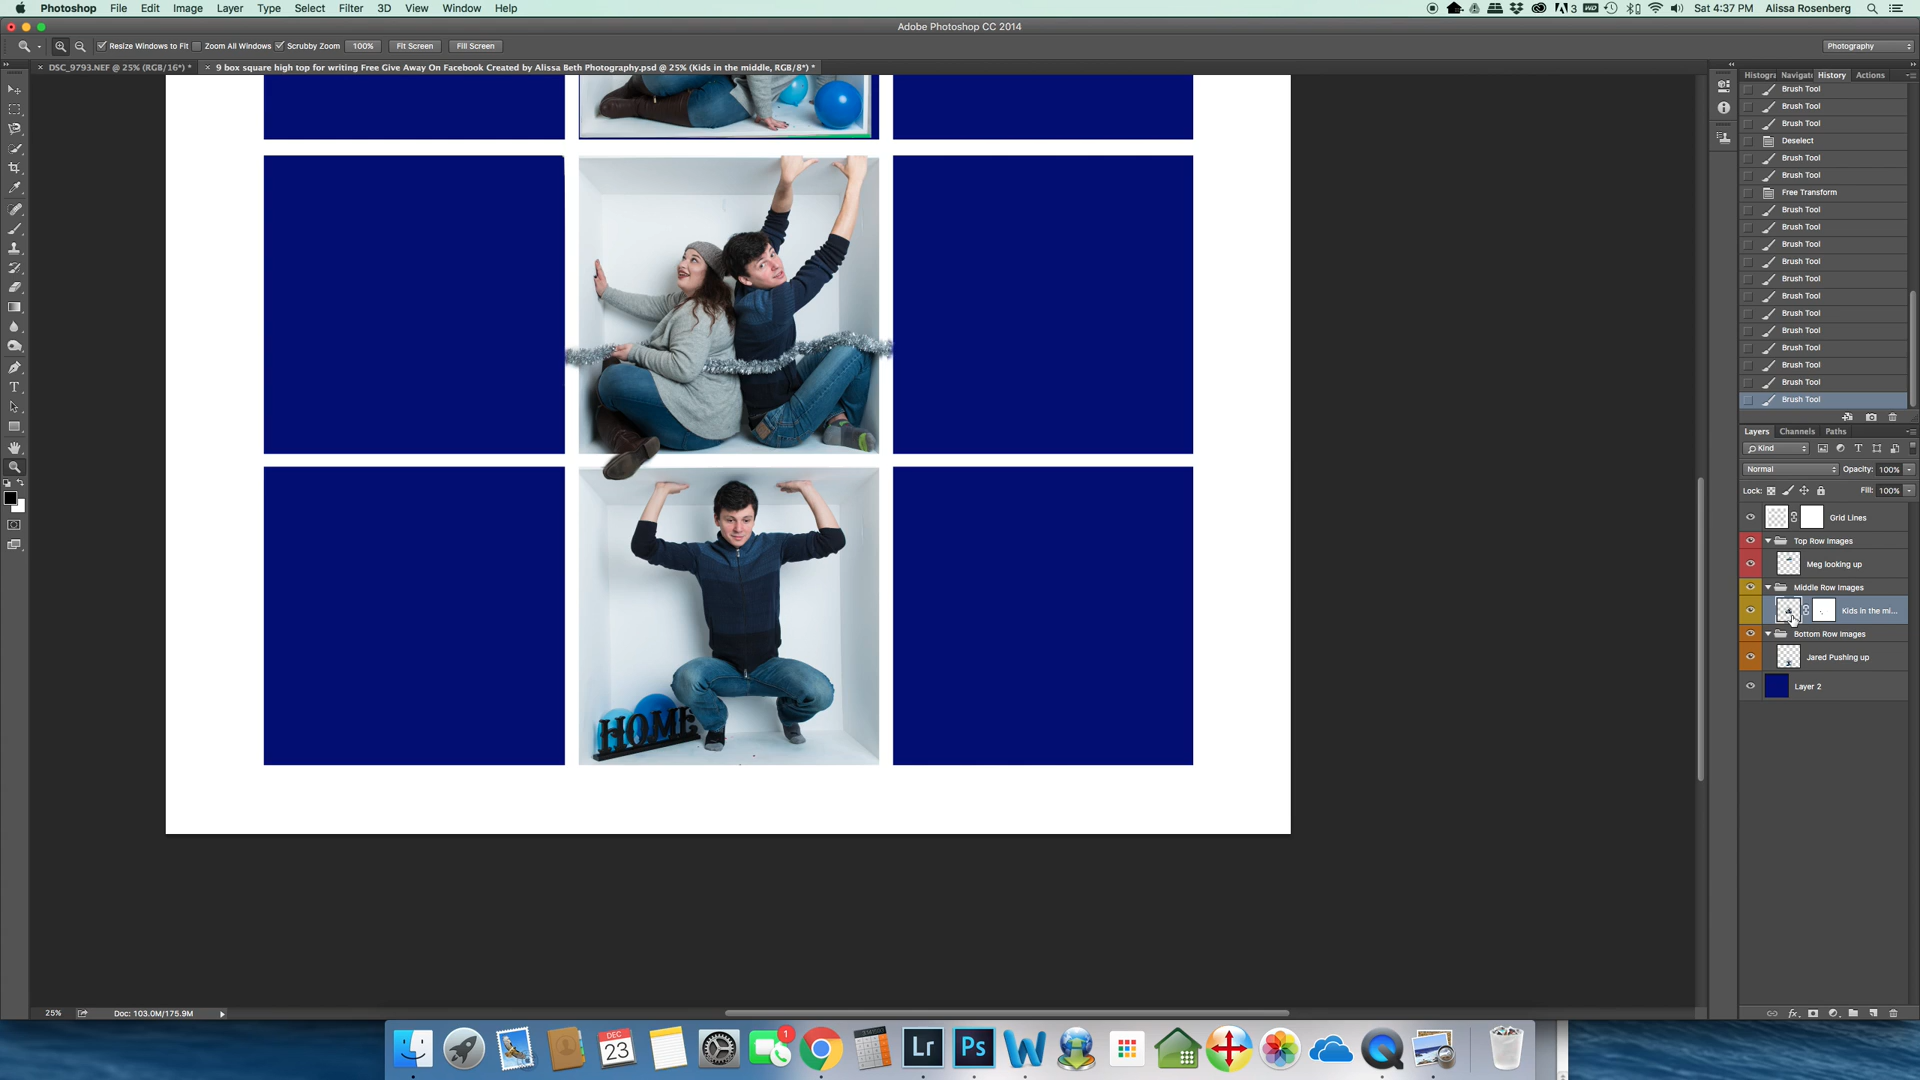 Photoshop File Edit Image Layer Type Select Filter 3D View Window Help 3 Sat 4:37 PM Alissa Rosenberg
Adobe Photoshop CC 2014
Resize Windows to Fit Zoom All Windows Scrubby Zoom 100% Fit Screen Fill Screen Photography
DSC_9793.NEF @ 25% (RGB/16*) * 9 box square high top for writing Free Give Away On Facebook Created by Alissa Beth Photography.psd @ 25% (Kids in the middle, RGB/8*) *
Histogra Navigate History Actions
Brush Tool
Brush Tool
Brush Tool
Deselect
Brush Tool
Brush Tool
Free Transform
Brush Tool
Brush Tool
Brush Tool
Brush Tool
Brush Tool
Brush Tool
Brush Tool
Brush Tool
Brush Tool
Brush Tool
Brush Tool
Brush Tool
Layers Channels Paths
Kind
Normal Opacity: 100%
Lock: Fill: 100%
Grid Lines
Top Row Images
Meg looking up
Middle Row Images
Kids in the mi...
Bottom Row Images
Jared Pushing up
Layer 2
HOME
25% Doc: 103.0M/175.9M
DEC
23
1
Lr
Ps
W